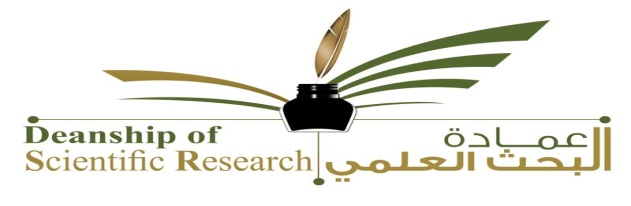 Deanship of
Scientific Research
عمادة
البحث العلمي